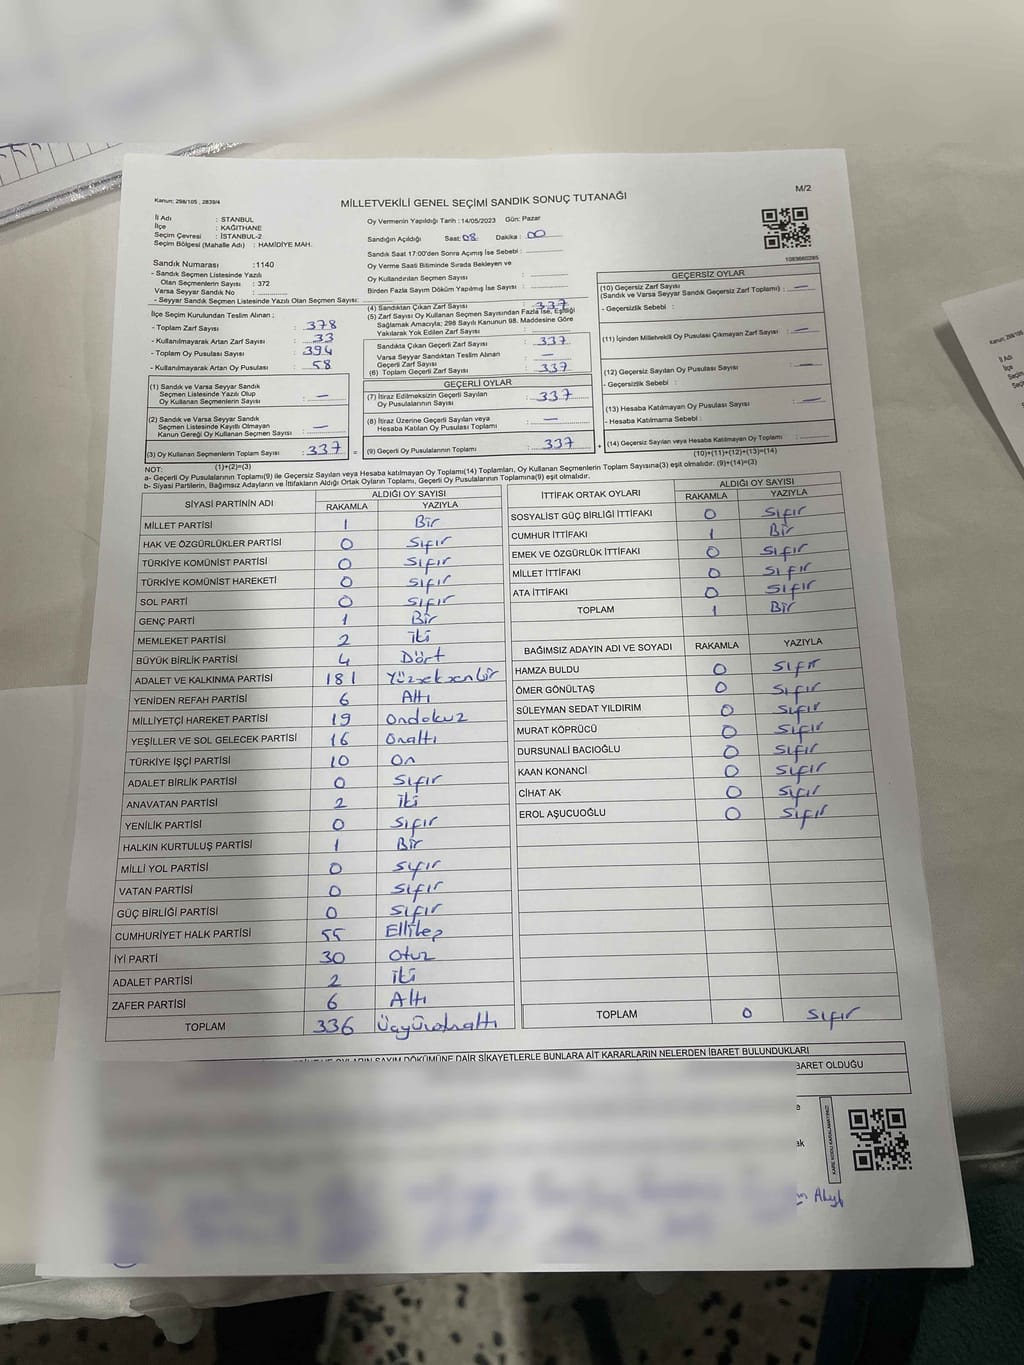 Kanun: 298/105 , 2839/4
M/2
MİLLETVEKİLİ GENEL SEÇİMİ SANDIK SONUÇ TUTANAĞI
İl Adı : İSTANBUL
İlçe : KAĞITHANE
Seçim Çevresi : İSTANBUL-2
Seçim Bölgesi (Mahalle Adı) : HAMİDİYE MAH.
Sandık Numarası :1140
- Sandık Seçmen Listesinde Yazılı
Olan Seçmenlerin Sayısı : 372
Varsa Seyyar Sandık No :
- Seyyar Sandık Seçmen Listesinde Yazılı Olan Seçmen Sayısı:
Oy Vermenin Yapıldığı Tarih : 14/05/2023 Gün: Pazar
Sandığın Açıldığı Saat: 08 Dakika: 00
Sandık Saat 17:00'den Sonra Açılmış İse Sebebi :
Oy Verme Saati Bitiminde Sırada Bekleyen ve
Oy Kullandırılan Seçmen Sayısı :
Birden Fazla Sayım Döküm Yapılmış İse Sayısı :
İlçe Seçim Kurulundan Teslim Alınan ;
- Toplam Zarf Sayısı : 378
- Kullanılmayarak Artan Zarf Sayısı : 33
- Toplam Oy Pusulası Sayısı : 394
- Kullanılmayarak Artan Oy Pusulası : 58
(1) Sandık ve Varsa Seyyar Sandık
Seçmen Listesinde Yazılı Olup
Oy Kullanan Seçmenlerin Sayısı : —
(2) Sandık ve Varsa Seyyar Sandık
Seçmen Listesinde Kayıtlı Olmayan
Kanun Gereği Oy Kullanan Seçmen Sayısı : —
(3) Oy Kullanan Seçmenlerin Toplam Sayısı : 337 =
(1)+(2)=(3)
(4) Sandıktan Çıkan Zarf Sayısı : 337
(5) Zarf Sayısı Oy Kullanan Seçmen Sayısından Fazla İse, Eşitliği
Sağlamak Amacıyla; 298 Sayılı Kanunun 98. Maddesine Göre
Yakılarak Yok Edilen Zarf Sayısı :
Sandıkta Çıkan Geçerli Zarf Sayısı : 337
Varsa Seyyar Sandıktan Teslim Alınan
Geçerli Zarf Sayısı : —
(6) Toplam Geçerli Zarf Sayısı : 337
GEÇERLİ OYLAR
(7) İtiraz Edilmeksizin Geçerli Sayılan
Oy Pusulalarının Sayısı : 337
(8) İtiraz Üzerine Geçerli Sayılan veya
Hesaba Katılan Oy Pusulası Toplamı : —
(9) Geçerli Oy Pusulalarının Toplamı : 337 +
1083660265
GEÇERSİZ OYLAR
(10) Geçersiz Zarf Sayısı
(Sandık ve Varsa Seyyar Sandık Geçersiz Zarf Toplamı) : —
- Geçersizlik Sebebi :
(11) İçinden Milletvekili Oy Pusulası Çıkmayan Zarf Sayısı : —
(12) Geçersiz Sayılan Oy Pusulası Sayısı : —
- Geçersizlik Sebebi :
(13) Hesaba Katılmayan Oy Pusulası Sayısı : —
- Hesaba Katılmama Sebebi :
(14) Geçersiz Sayılan veya Hesaba Katılmayan Oy Toplamı :
(10)+(11)+(12)+(13)=(14)
NOT:
a- Geçerli Oy Pusulalarının Toplamı(9) ile Geçersiz Sayılan veya Hesaba katılmayan Oy Toplamı(14) Toplamları, Oy Kullanan Seçmenlerin Toplam Sayısına(3) eşit olmalıdır. (9)+(14)=(3)
b- Siyasi Partilerin, Bağımsız Adayların ve İttifakların Aldığı Ortak Oyların Toplamı, Geçerli Oy Pusulalarının Toplamına(9) eşit olmalıdır.
SİYASİ PARTİNİN ADI ALDIĞI OY SAYISI
RAKAMLA YAZIYLA
MİLLET PARTİSİ 1 Bir
HAK VE ÖZGÜRLÜKLER PARTİSİ 0 Sıfır
TÜRKİYE KOMÜNİST PARTİSİ 0 Sıfır
TÜRKİYE KOMÜNİST HAREKETİ 0 Sıfır
SOL PARTİ 0 Sıfır
GENÇ PARTİ 1 Bir
MEMLEKET PARTİSİ 2 İki
BÜYÜK BİRLİK PARTİSİ 4 Dört
ADALET VE KALKINMA PARTİSİ 181 Yüzseksenbir
YENİDEN REFAH PARTİSİ 6 Altı
MİLLİYETÇİ HAREKET PARTİSİ 19 Ondokuz
YEŞİLLER VE SOL GELECEK PARTİSİ 16 Onaltı
TÜRKİYE İŞÇİ PARTİSİ 10 On
ADALET BİRLİK PARTİSİ 0 Sıfır
ANAVATAN PARTİSİ 2 İki
YENİLİK PARTİSİ 0 Sıfır
HALKIN KURTULUŞ PARTİSİ 1 Bir
MİLLİ YOL PARTİSİ 0 Sıfır
VATAN PARTİSİ 0 Sıfır
GÜÇ BİRLİĞİ PARTİSİ 0 Sıfır
CUMHURİYET HALK PARTİSİ 55 Ellibeş
İYİ PARTİ 30 Otuz
ADALET PARTİSİ 2 İki
ZAFER PARTİSİ 6 Altı
TOPLAM 336 Üçyüzotuzaltı
İTTİFAK ORTAK OYLARI ALDIĞI OY SAYISI
RAKAMLA YAZIYLA
SOSYALİST GÜÇ BİRLİĞİ İTTİFAKI 0 Sıfır
CUMHUR İTTİFAKI 1 Bir
EMEK VE ÖZGÜRLÜK İTTİFAKI 0 Sıfır
MİLLET İTTİFAKI 0 Sıfır
ATA İTTİFAKI 0 Sıfır
TOPLAM 1 Bir
BAĞIMSIZ ADAYIN ADI VE SOYADI RAKAMLA YAZIYLA
HAMZA BULDU 0 Sıfır
ÖMER GÖNÜLTAŞ 0 Sıfır
SÜLEYMAN SEDAT YILDIRIM 0 Sıfır
MURAT KÖPRÜCÜ 0 Sıfır
DURSUNALİ BACIOĞLU 0 Sıfır
KAAN KONANCİ 0 Sıfır
CİHAT AK 0 Sıfır
EROL AŞUCUOĞLU 0 Sıfır
TOPLAM 0 Sıfır
OYLARIN SAYIM DÖKÜMÜNE DAİR ŞİKAYETLERLE BUNLARA AİT KARARLARIN NELERDEN İBARET BULUNDUKLARI
BARET OLDUĞU